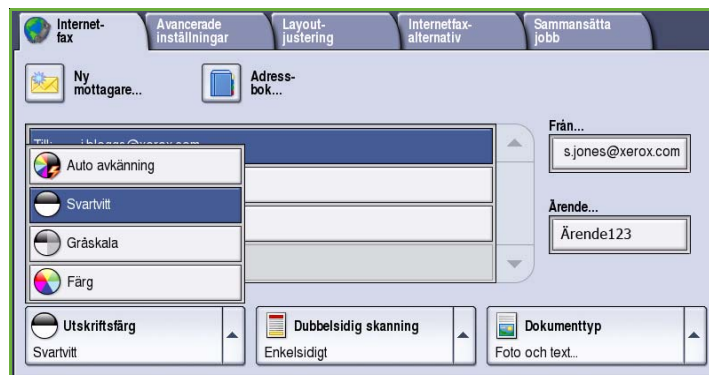 Internet-
fax
Avancerade
inställningar
Layout-
justering
Internetfax-
alternativ
Sammansätta
jobb
Ny
mottagare...
Adress-
bok...
Från...
s.jones@xerox.com
Auto avkänning
Svartvitt
Gråskala
Färg
Ärende...
Ärende123
Utskriftsfärg
Svartvitt
Dubbelsidig skanning
Enkelsidigt
Dokumenttyp
Foto och text...